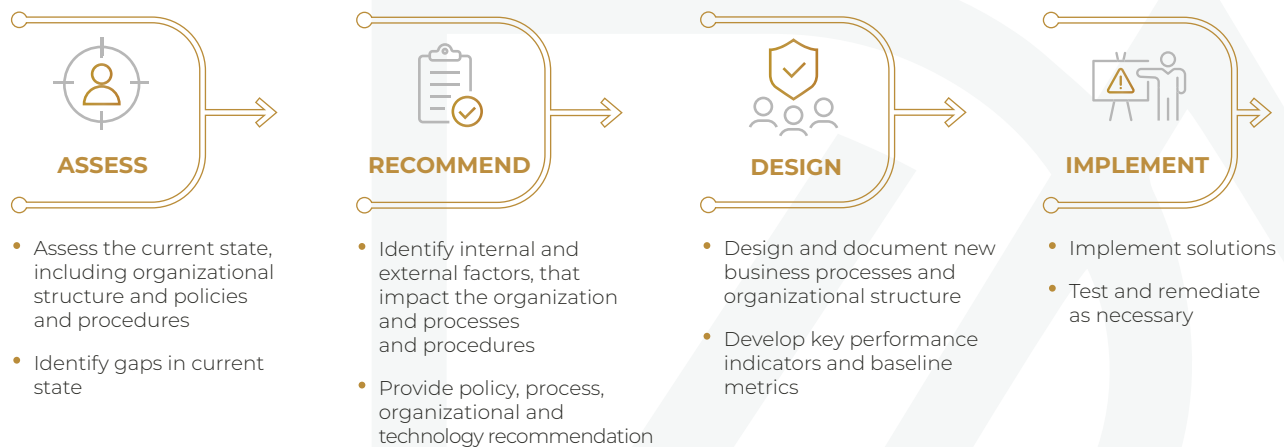 ASSESS
• Assess the current state,
including organizational
structure and policies
and procedures
• Identify gaps in current
state
RECOMMEND
• Identify internal and
external factors, that
impact the organization
and processes
and procedures
• Provide policy, process,
organizational and
technology recommendation
DESIGN
• Design and document new
business processes and
organizational structure
• Develop key performance
indicators and baseline
metrics
IMPLEMENT
• Implement solutions
• Test and remediate
as necessary